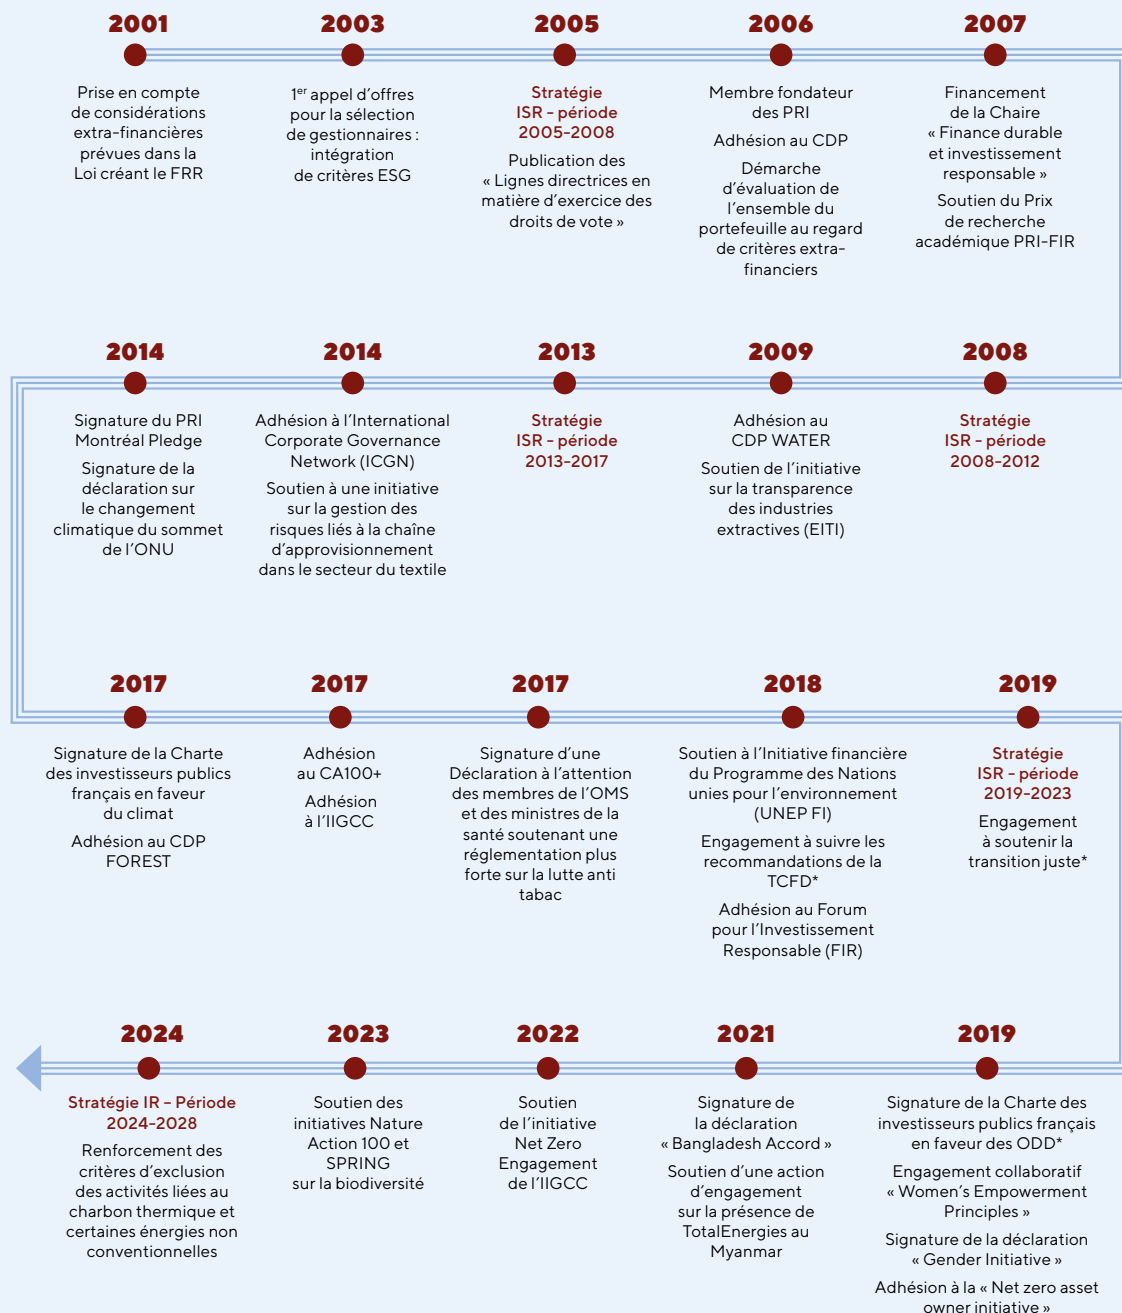 2001
Prise en compte
de considérations
extra-financières
prévues dans la
Loi créant le FRR
2003
1er appel d'offres
pour la sélection
de gestionnaires :
intégration
de critères ESG
2005
Stratégie
ISR - période
2005-2008
Publication des
« Lignes directrices en
matière d'exercice des
droits de vote »
2006
Membre fondateur
des PRI
Adhésion au CDP
Démarche
d'évaluation de
l'ensemble du
portefeuille au regard
de critères extra-
financiers
2007
Financement
de la Chaire
« Finance durable
et investissement
responsable »
Soutien du Prix
de recherche
académique PRI-FIR
2008
Stratégie
ISR - période
2008-2012
2009
Adhésion au
CDP WATER
Soutien de l'initiative
sur la transparence
des industries
extractives (EITI)
2013
Stratégie
ISR - période
2013-2017
2014
Adhésion à l'International
Corporate Governance
Network (ICGN)
Soutien à une initiative
sur la gestion des
risques liés à la chaîne
d'approvisionnement
dans le secteur du textile
2014
Signature du PRI
Montréal Pledge
Signature de la
déclaration sur
le changement
climatique du sommet
de l'ONU
2017
Signature de la Charte
des investisseurs publics
français en faveur
du climat
Adhésion au CDP
FOREST
2017
Adhésion
au CA100+
Adhésion
à l'IIGCC
2017
Signature d'une
Déclaration à l'attention
des membres de l'OMS
et des ministres de la
santé soutenant une
réglementation plus
forte sur la lutte anti
tabac
2018
Soutien à l'Initiative financière
du Programme des Nations
unies pour l'environnement
(UNEP FI)
Engagement à suivre les
recommandations de la
TCFD*
Adhésion au Forum
pour l'Investissement
Responsable (FIR)
2019
Stratégie
ISR - période
2019-2023
Engagement
à soutenir la
transition juste*
2019
Signature de la Charte des
investisseurs publics français
en faveur des ODD*
Engagement collaboratif
« Women's Empowerment
Principles »
Signature de la déclaration
« Gender Initiative »
Adhésion à la « Net zero asset
owner initiative »
2021
Signature de
la déclaration
« Bangladesh Accord »
Soutien d'une action
d'engagement
sur la présence de
TotalEnergies au
Myanmar
2022
Soutien
de l'initiative
Net Zero
Engagement
de l'IIGCC
2023
Soutien des
initiatives Nature
Action 100 et
SPRING
sur la biodiversité
2024
Stratégie IR - Période
2024-2028
Renforcement des
critères d'exclusion
des activités liées au
charbon thermique et
certaines énergies non
conventionnelles